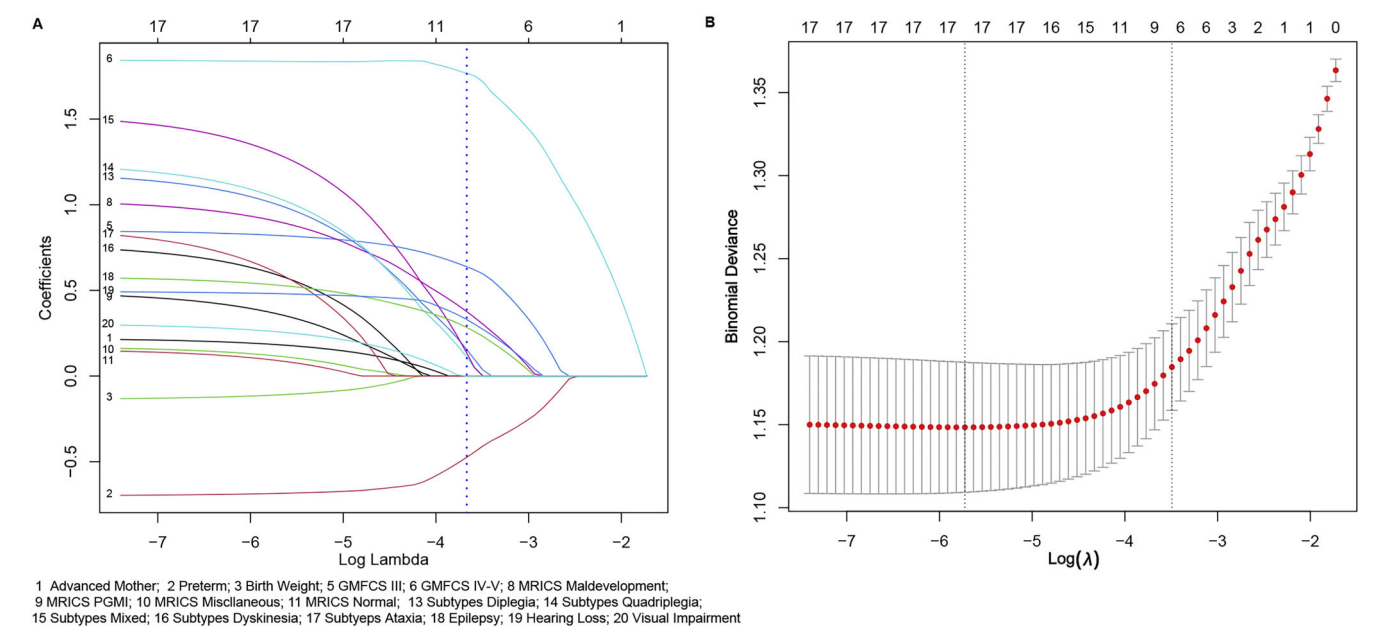 A
17 17 17 11 6 1
Coefficients
1.5
1.0
0.5
0.0
−0.5
6
15
14
13
8
5
17
16
18
19
9
20
1
10
11
3
2
−7 −6 −5 −4 −3 −2
Log Lambda
B
17 17 17 17 17 17 17 16 15 11 9 6 6 3 2 1 1 0
Binomial Deviance
1.35
1.30
1.25
1.20
1.15
1.10
−7 −6 −5 −4 −3 −2
Log(λ)
1 Advanced Mother; 2 Preterm; 3 Birth Weight; 5 GMFCS III; 6 GMFCS IV-V; 8 MRICS Maldevelopment;
9 MRICS PGMI; 10 MRICS Miscllaneous; 11 MRICS Normal; 13 Subtypes Diplegia; 14 Subtypes Quadriplegia;
15 Subtypes Mixed; 16 Subtypes Dyskinesia; 17 Subtyeps Ataxia; 18 Epilepsy; 19 Hearing Loss; 20 Visual Impairment